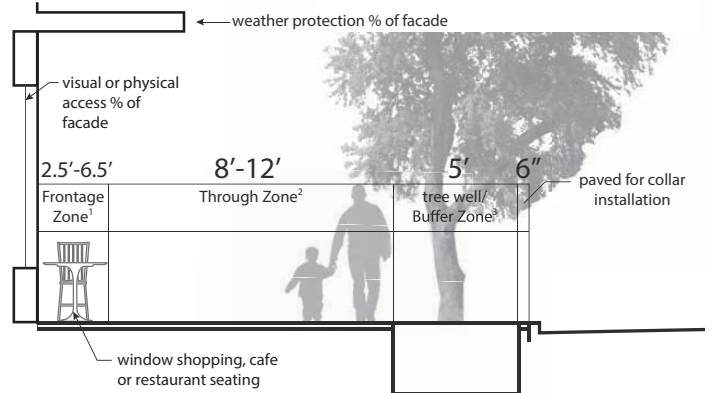 weather protection % of facade
visual or physical
access % of
facade
2.5’-6.5’
8’-12’
5’
6”
Frontage
Zone¹
Through Zone²
tree well/
Buffer Zone³
paved for collar
installation
window shopping, cafe
or restaurant seating